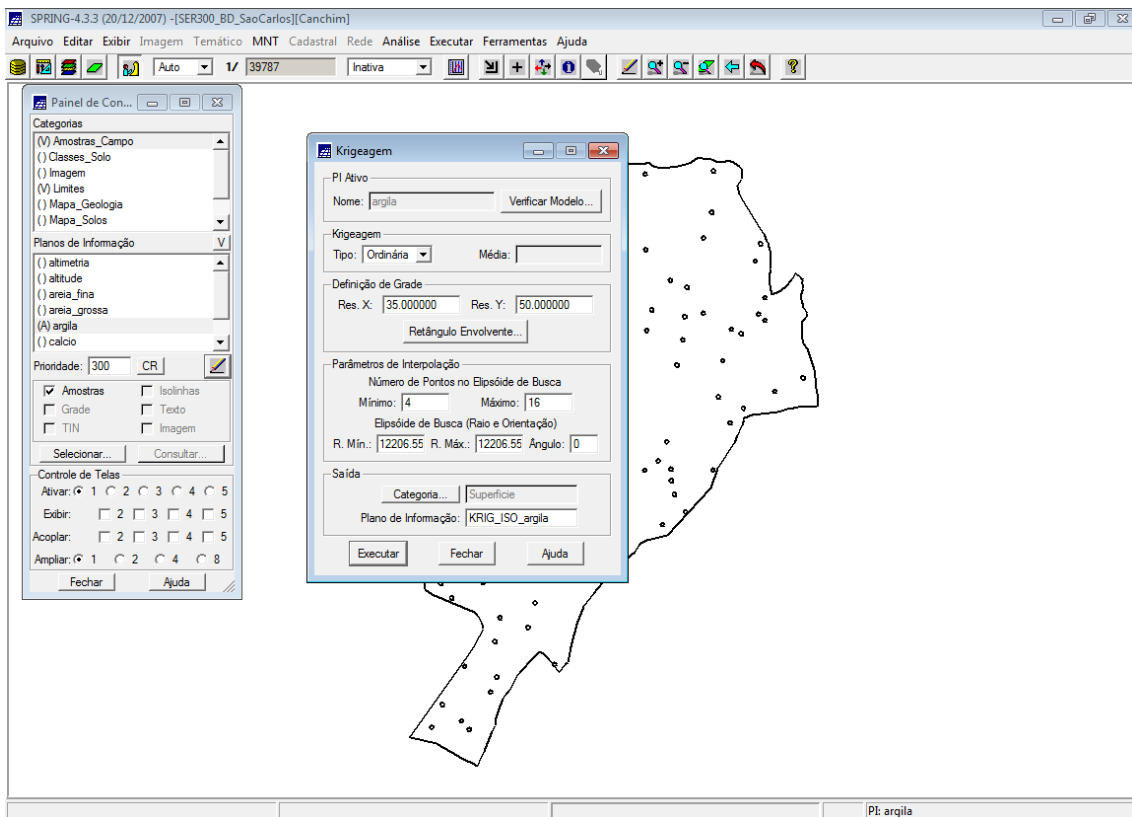 SPRING-4.3.3 (20/12/2007) -[SER300_BD_SaoCarlos][Canchim]
Arquivo Editar Exibir Imagem Temático MNT Cadastral Rede Análise Executar Ferramentas Ajuda
Auto 1/ 39787 Inativa
Painel de Con...
Categorias
(V) Amostras_Campo
( ) Classes_Solo
( ) Imagem
(V) Limites
( ) Mapa_Geologia
( ) Mapa_Solos
Planos de Informação V
( ) altimetria
( ) altitude
( ) areia_fina
( ) areia_grossa
(A) argila
( ) calcio
Prioridade: 300 CR
Amostras Isolinhas
Grade Texto
TIN Imagem
Selecionar... Consultar...
Controle de Telas
Ativar: 1 2 3 4 5
Exibir: 2 3 4 5
Acoplar: 2 3 4 5
Ampliar: 1 2 4 8
Fechar Ajuda
Krigeagem
PI Ativo
Nome: argila Verificar Modelo...
Krigeagem
Tipo: Ordinária Média:
Definição de Grade
Res. X: 35.000000 Res. Y: 50.000000
Retângulo Envolvente...
Parâmetros de Interpolação
Número de Pontos no Elipsóide de Busca
Mínimo: 4 Máximo: 16
Elipsóide de Busca (Raio e Orientação)
R. Mín.: 12206.55 R. Máx.: 12206.55 Ângulo: 0
Saída
Categoria... Superficie
Plano de Informação: KRIG_ISO_argila
Executar Fechar Ajuda
PI: argila